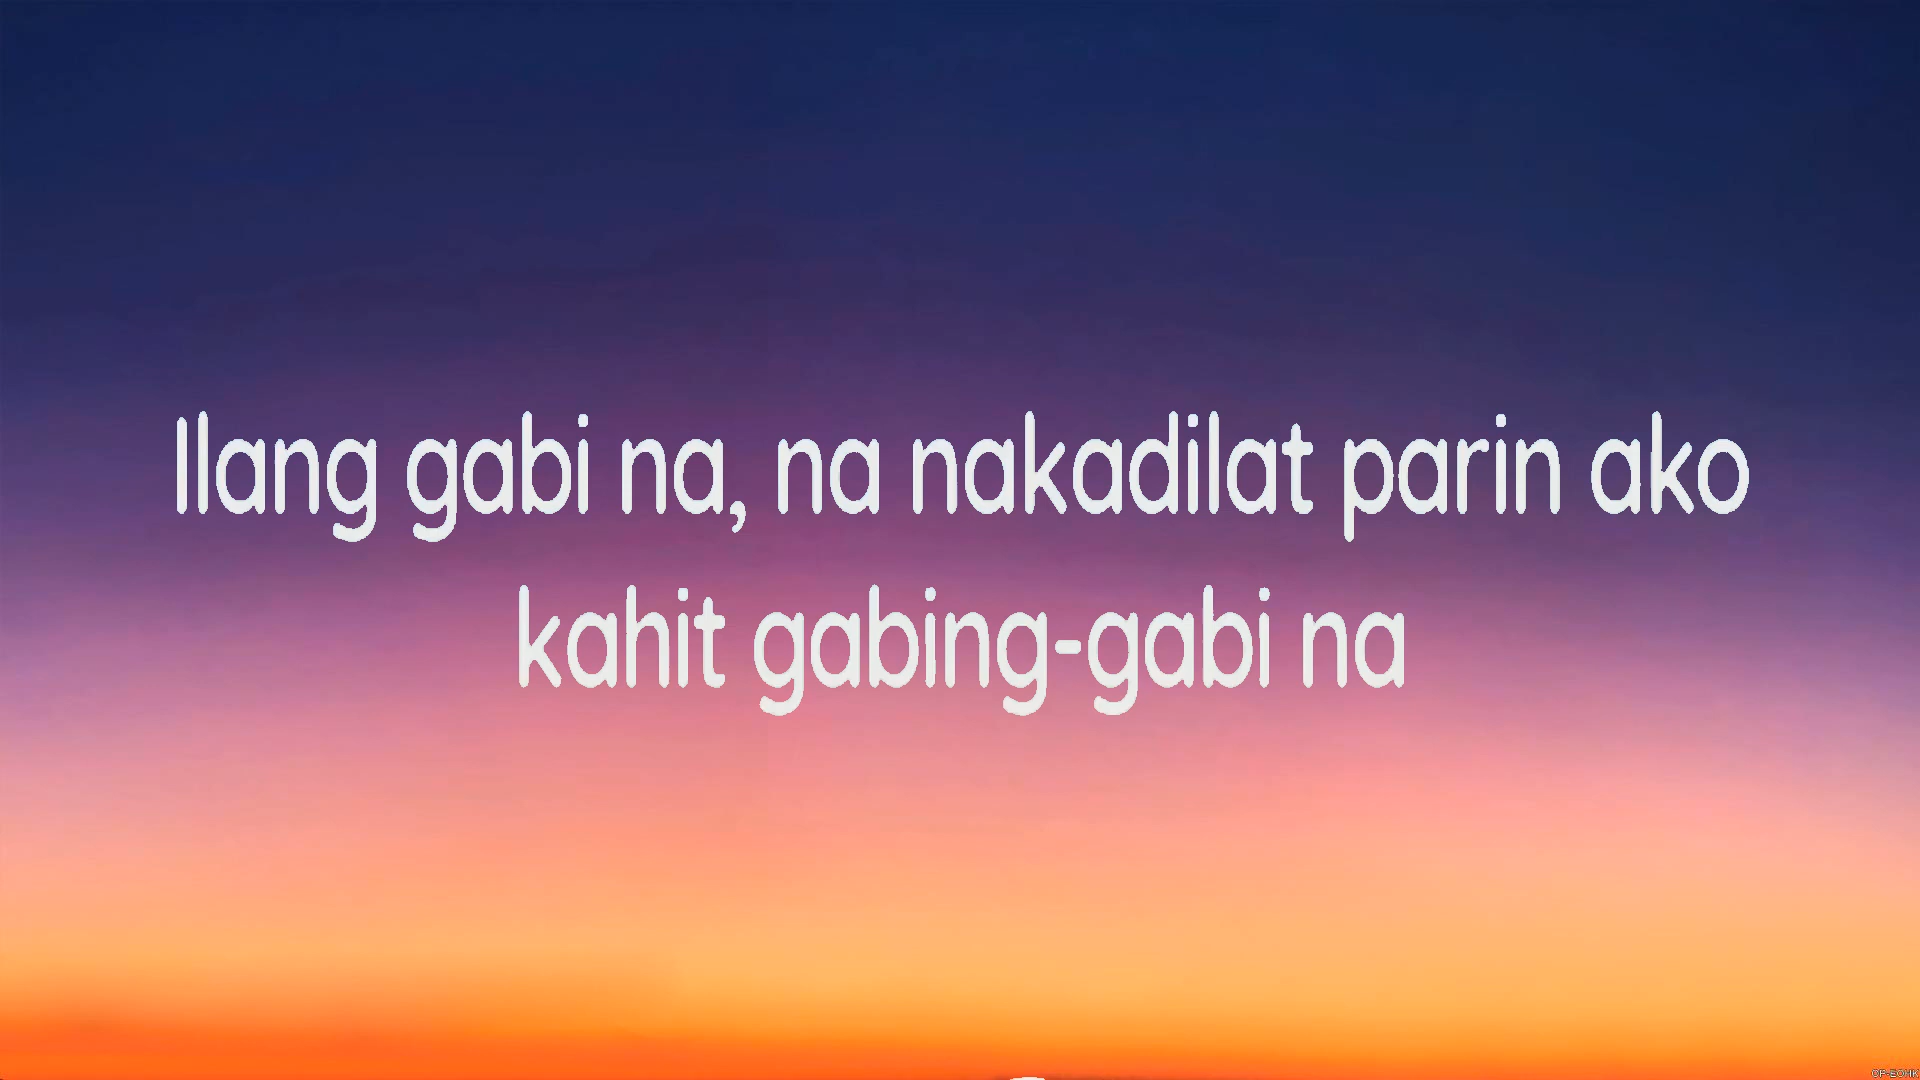 Ilang gabi na, na nakadilat parin ako
kahit gabing-gabi na